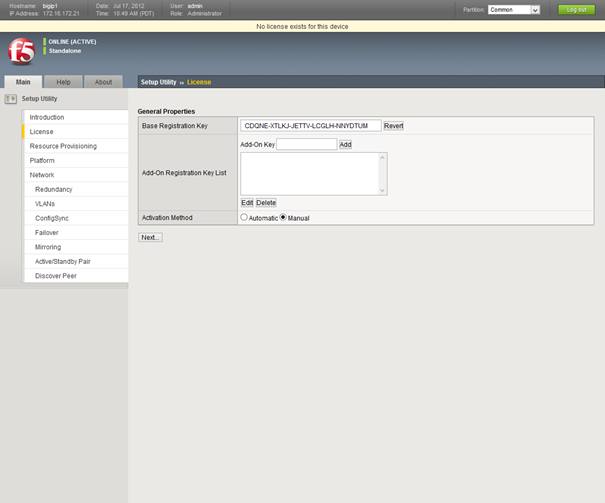 Hostname: bigip1 Date: Jul 17, 2012 User: admin
IP Address: 172.16.172.21 Time: 10:49 AM (PDT) Role: Administrator
Partition: Common Log out
No license exists for this device
f5 ONLINE (ACTIVE)
Standalone
Main Help About Setup Utility ›› License
Setup Utility
Introduction
License
Resource Provisioning
Platform
Network
Redundancy
VLANs
ConfigSync
Failover
Mirroring
Active/Standby Pair
Discover Peer
General Properties
Base Registration Key CDQNE-XTLKJ-JETTV-LCGLH-NNYDTUM Revert
Add-On Key Add
Add-On Registration Key List
Edit Delete
Activation Method Automatic Manual
Next...